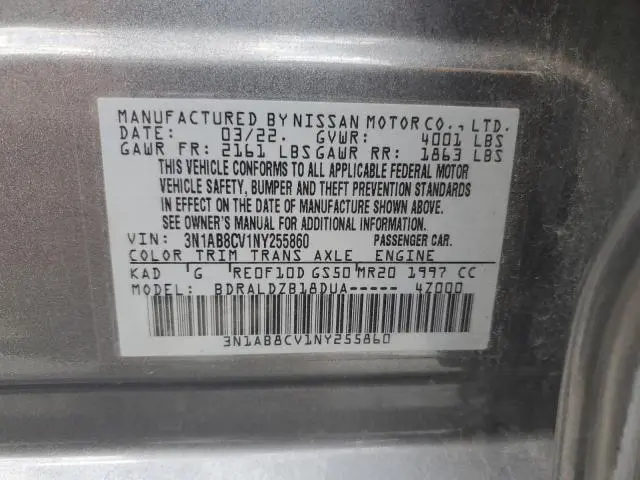 MANUFACTURED BY NISSAN MOTOR CO., LTD.
DATE: 03/22. GVWR: 4001 LBS
GAWR FR: 2161 LBS GAWR RR: 1863 LBS
THIS VEHICLE CONFORMS TO ALL APPLICABLE FEDERAL MOTOR
VEHICLE SAFETY, BUMPER AND THEFT PREVENTION STANDARDS
IN EFFECT ON THE DATE OF MANUFACTURE SHOWN ABOVE.
SEE OWNER'S MANUAL FOR ADDITIONAL INFORMATION.
VIN: 3N1AB8CV1NY255860 PASSENGER CAR.
COLOR TRIM TRANS AXLE ENGINE
KAD G RE0F10D GS50 MR20 1997 CC
MODEL: BDRALDZB18DUA----- 4Z000
3N1AB8CV1NY255860